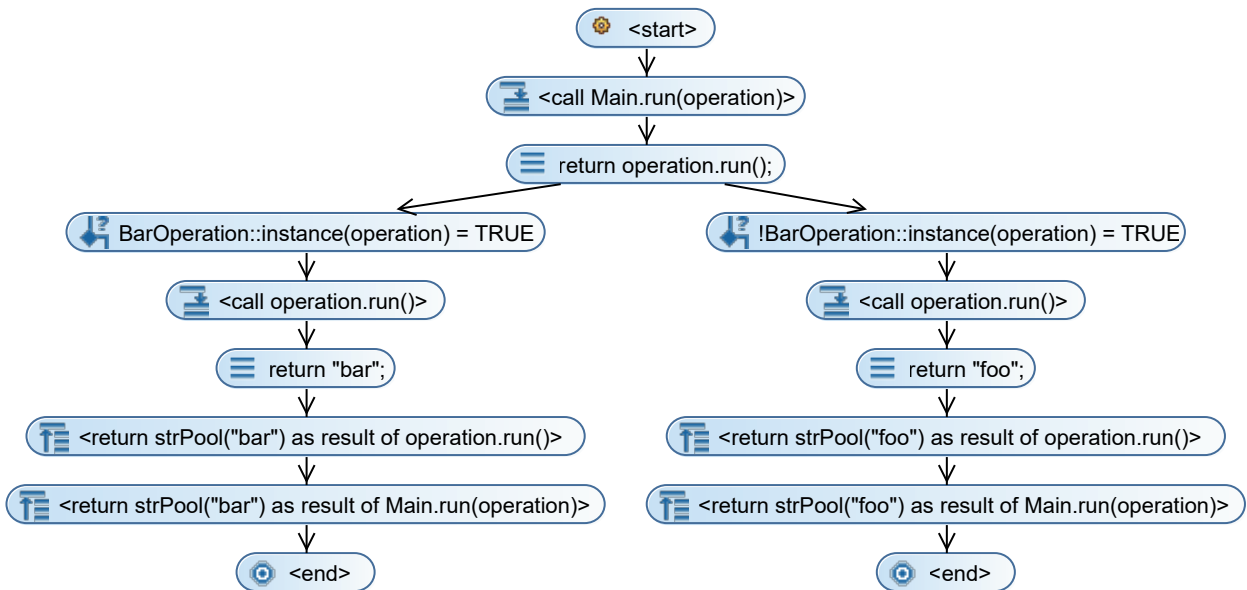 <start>
<call Main.run(operation)>
return operation.run();
BarOperation::instance(operation) = TRUE
!BarOperation::instance(operation) = TRUE
<call operation.run()>
<call operation.run()>
return "bar";
return "foo";
<return strPool("bar") as result of operation.run()>
<return strPool("foo") as result of operation.run()>
<return strPool("bar") as result of Main.run(operation)>
<return strPool("foo") as result of Main.run(operation)>
<end>
<end>